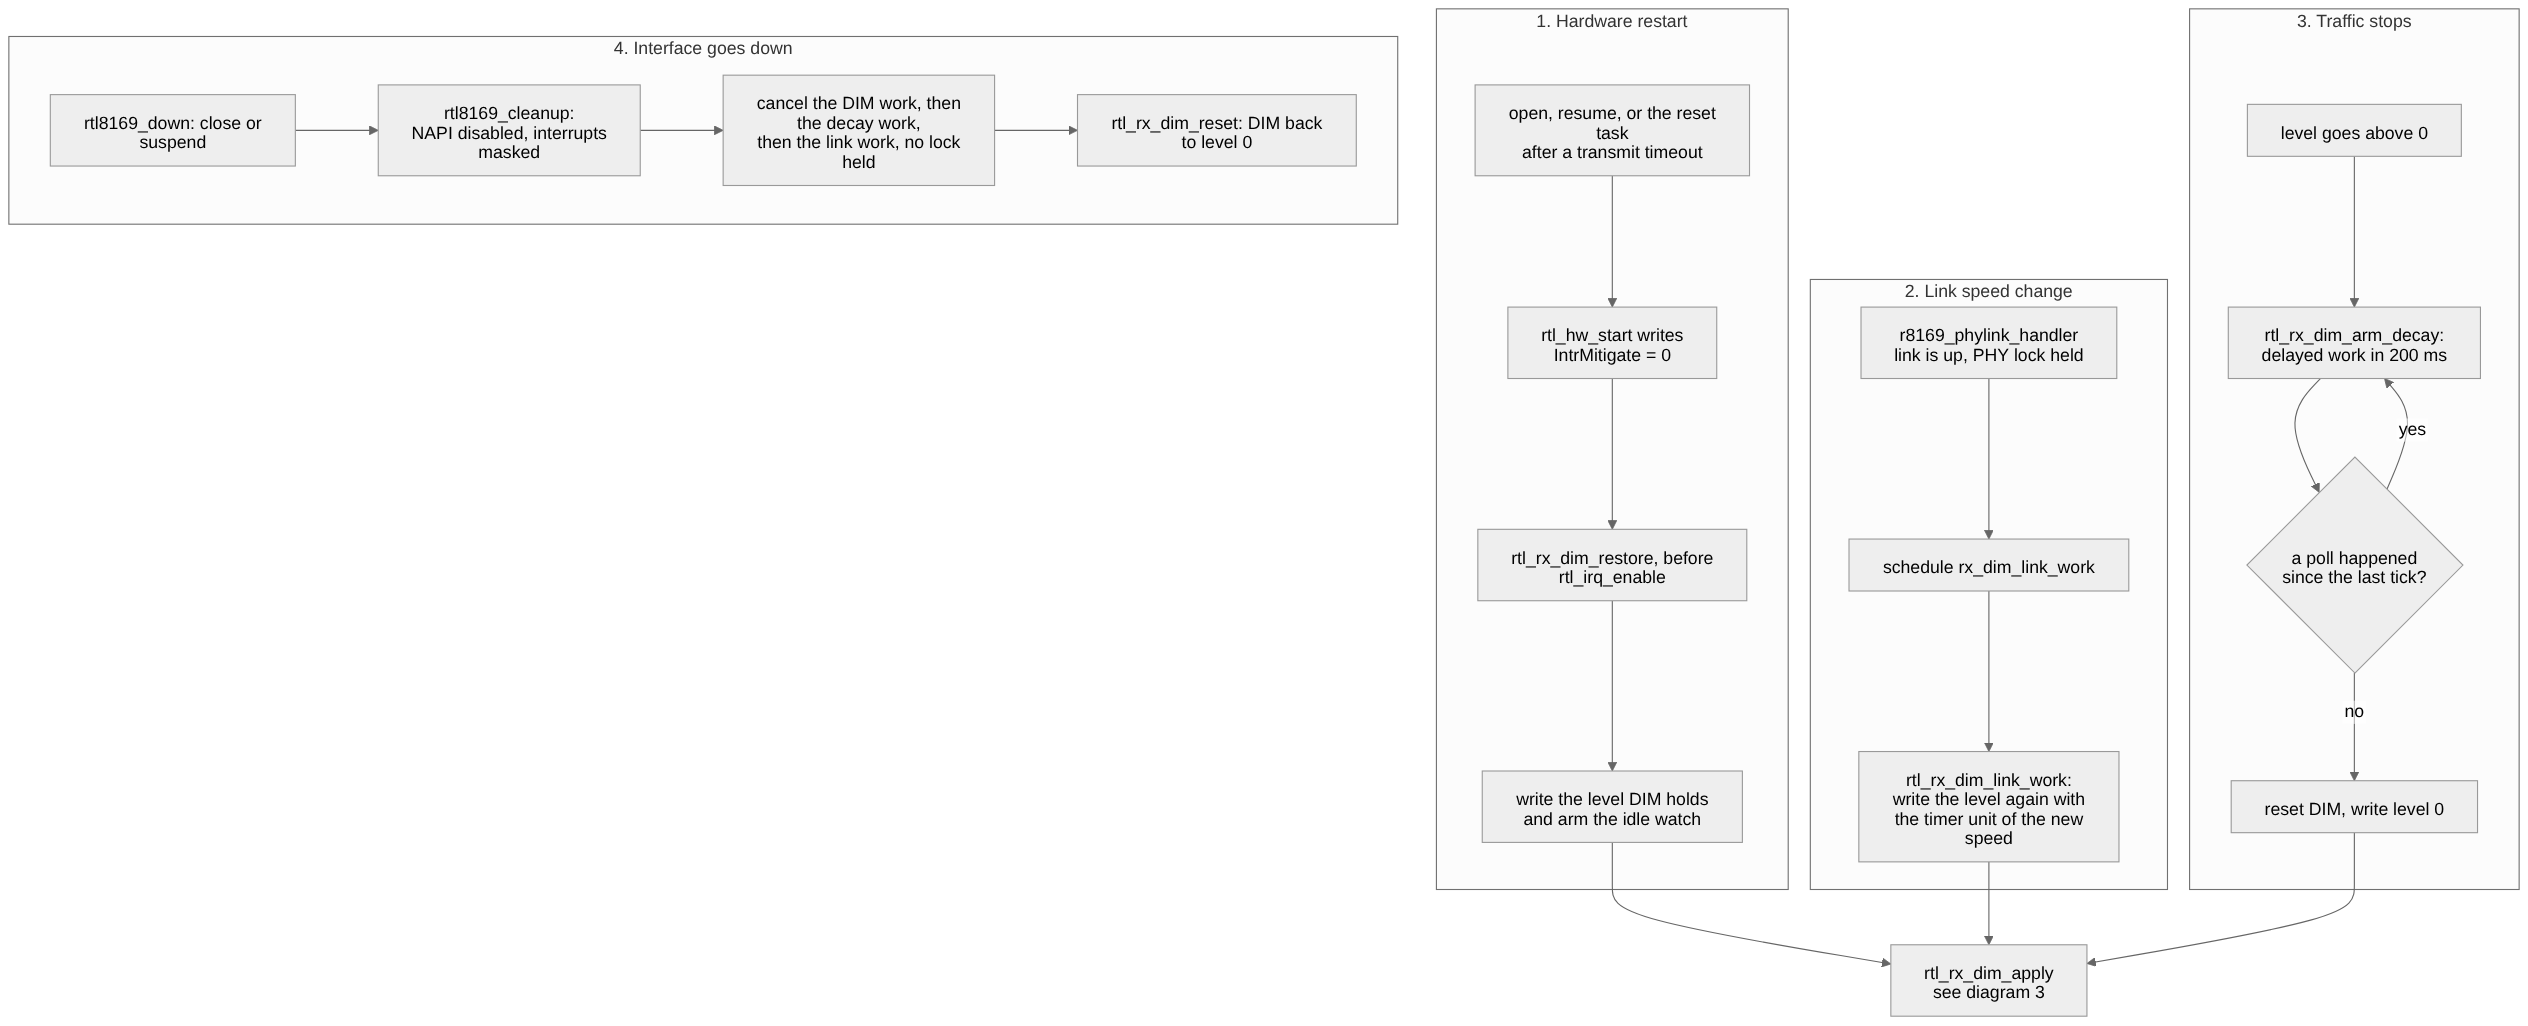 4. Interface goes down
rtl8169_down: close or
suspend
rtl8169_cleanup:
NAPI disabled, interrupts
masked
cancel the DIM work, then
the decay work,
then the link work, no lock
held
rtl_rx_dim_reset: DIM back
to level 0
1. Hardware restart
open, resume, or the reset
task
after a transmit timeout
rtl_hw_start writes
IntrMitigate = 0
rtl_rx_dim_restore, before
rtl_irq_enable
write the level DIM holds
and arm the idle watch
2. Link speed change
r8169_phylink_handler
link is up, PHY lock held
schedule rx_dim_link_work
rtl_rx_dim_link_work:
write the level again with
the timer unit of the new
speed
3. Traffic stops
level goes above 0
rtl_rx_dim_arm_decay:
delayed work in 200 ms
yes
a poll happened
since the last tick?
no
reset DIM, write level 0
rtl_rx_dim_apply
see diagram 3